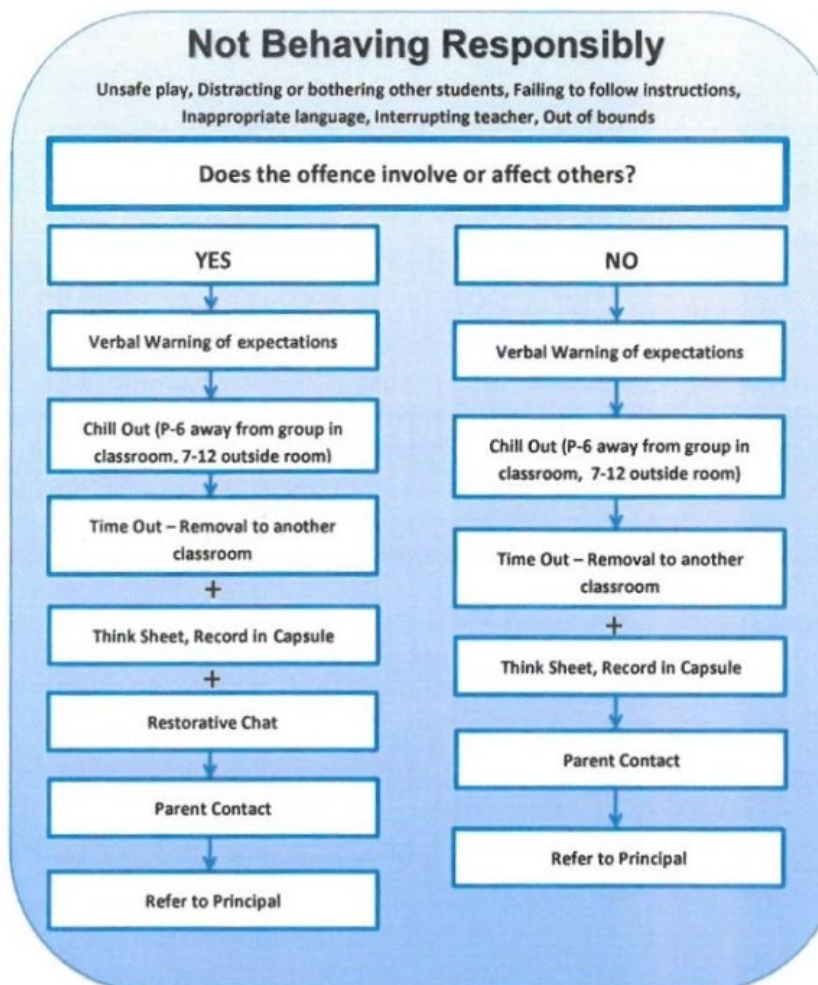 Not Behaving Responsibly
Unsafe play, Distracting or bothering other students, Failing to follow instructions,
Inappropriate language, Interrupting teacher, Out of bounds
Does the offence involve or affect others?
YES
Verbal Warning of expectations
Chill Out (P-6 away from group in
classroom. 7-12 outside room)
Time Out – Removal to another
classroom
+
Think Sheet, Record in Capsule
+
Restorative Chat
Parent Contact
Refer to Principal
NO
Verbal Warning of expectations
Chill Out (P-6 away from group in
classroom, 7-12 outside room)
Time Out – Removal to another
classroom
+
Think Sheet, Record in Capsule
Parent Contact
Refer to Principal